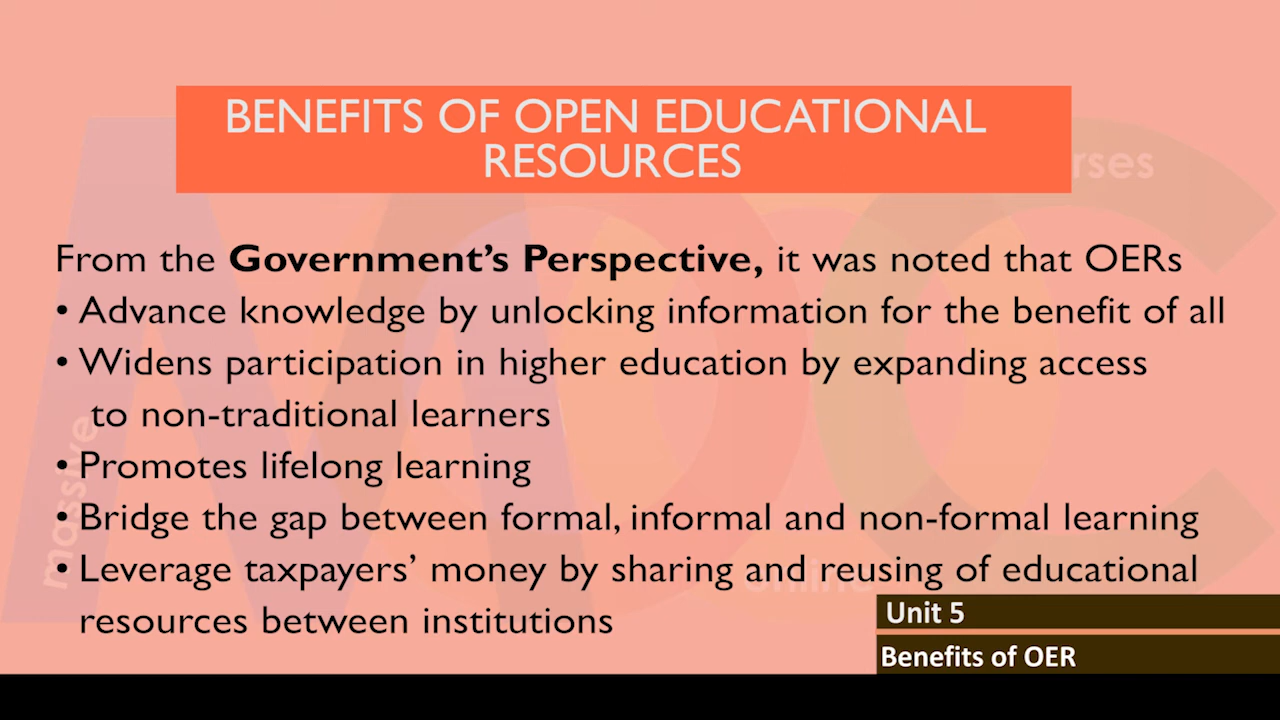 BENEFITS OF OPEN EDUCATIONAL
RESOURCES
rses
From the Government's Perspective, it was noted that OERs
• Advance knowledge by unlocking information for the benefit of all
• Widens participation in higher education by expanding access
to non-traditional learners
• Promotes lifelong learning
• Bridge the gap between formal, informal and non-formal learning
• Leverage taxpayers' money by sharing and reusing of educational
resources between institutions
massive
online
Unit 5
Benefits of OER